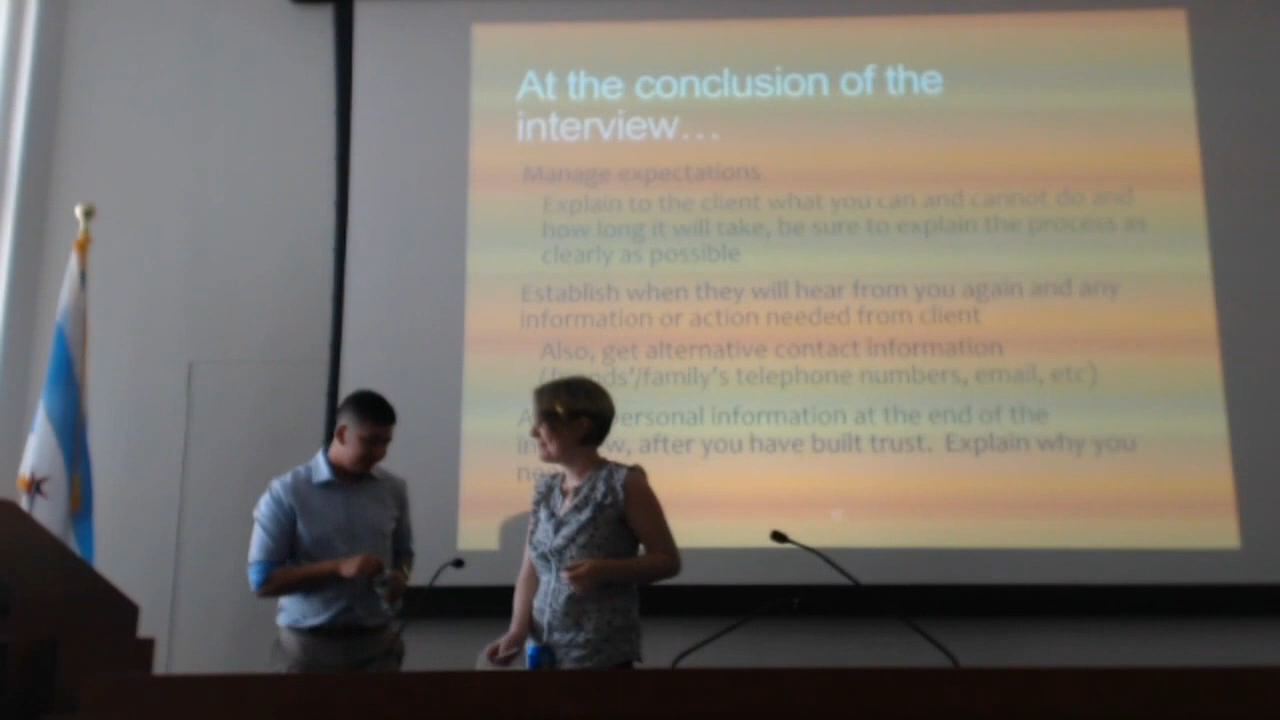 At the conclusion of the
interview...
Manage expectations
Explain to the client what you can and cannot do and
how long it will take, be sure to explain the process as
clearly as possible
Establish when they will hear from you again and any
information or action needed from client
Also, get alternative contact information
family's telephone numbers, email, etc)
personal information at the end of the
after you have built trust. Explain why you